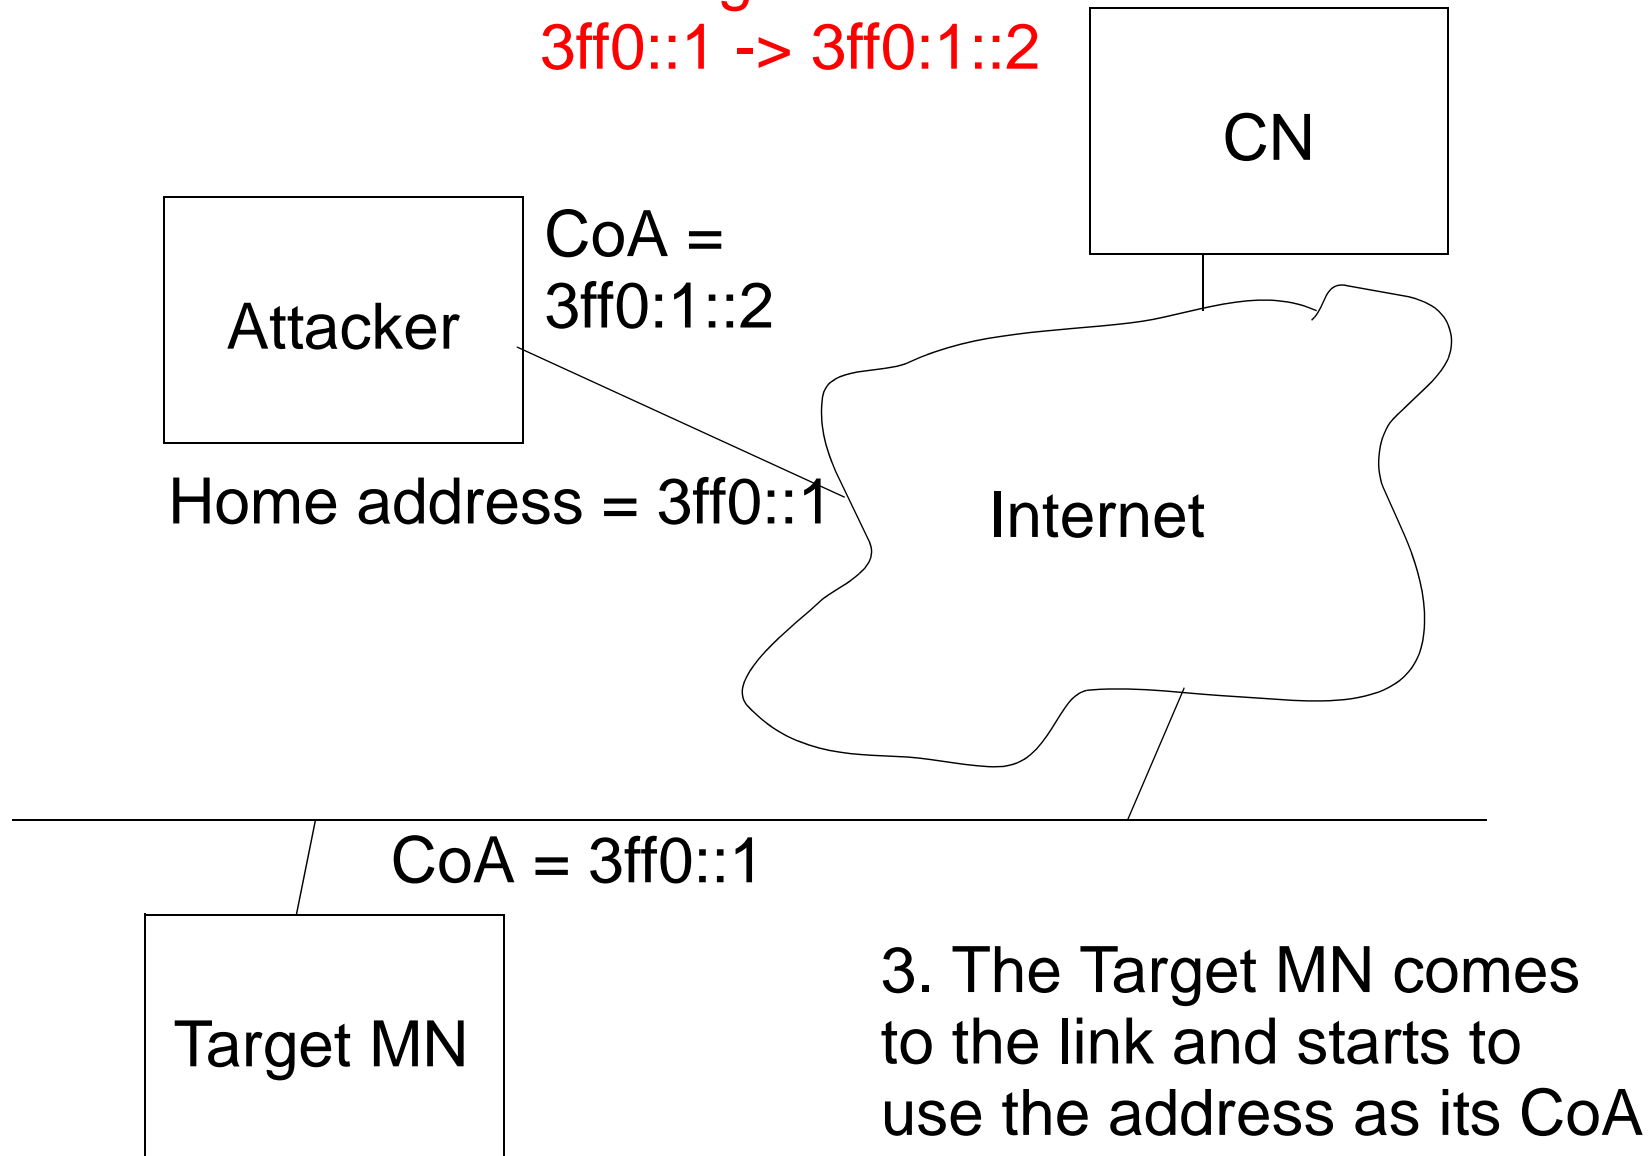 3ff0::1 -> 3ff0:1::2
CN
CoA =
3ff0:1::2
Attacker
Home address = 3ff0::1
Internet
CoA = 3ff0::1
Target MN
3. The Target MN comes
to the link and starts to
use the address as its CoA